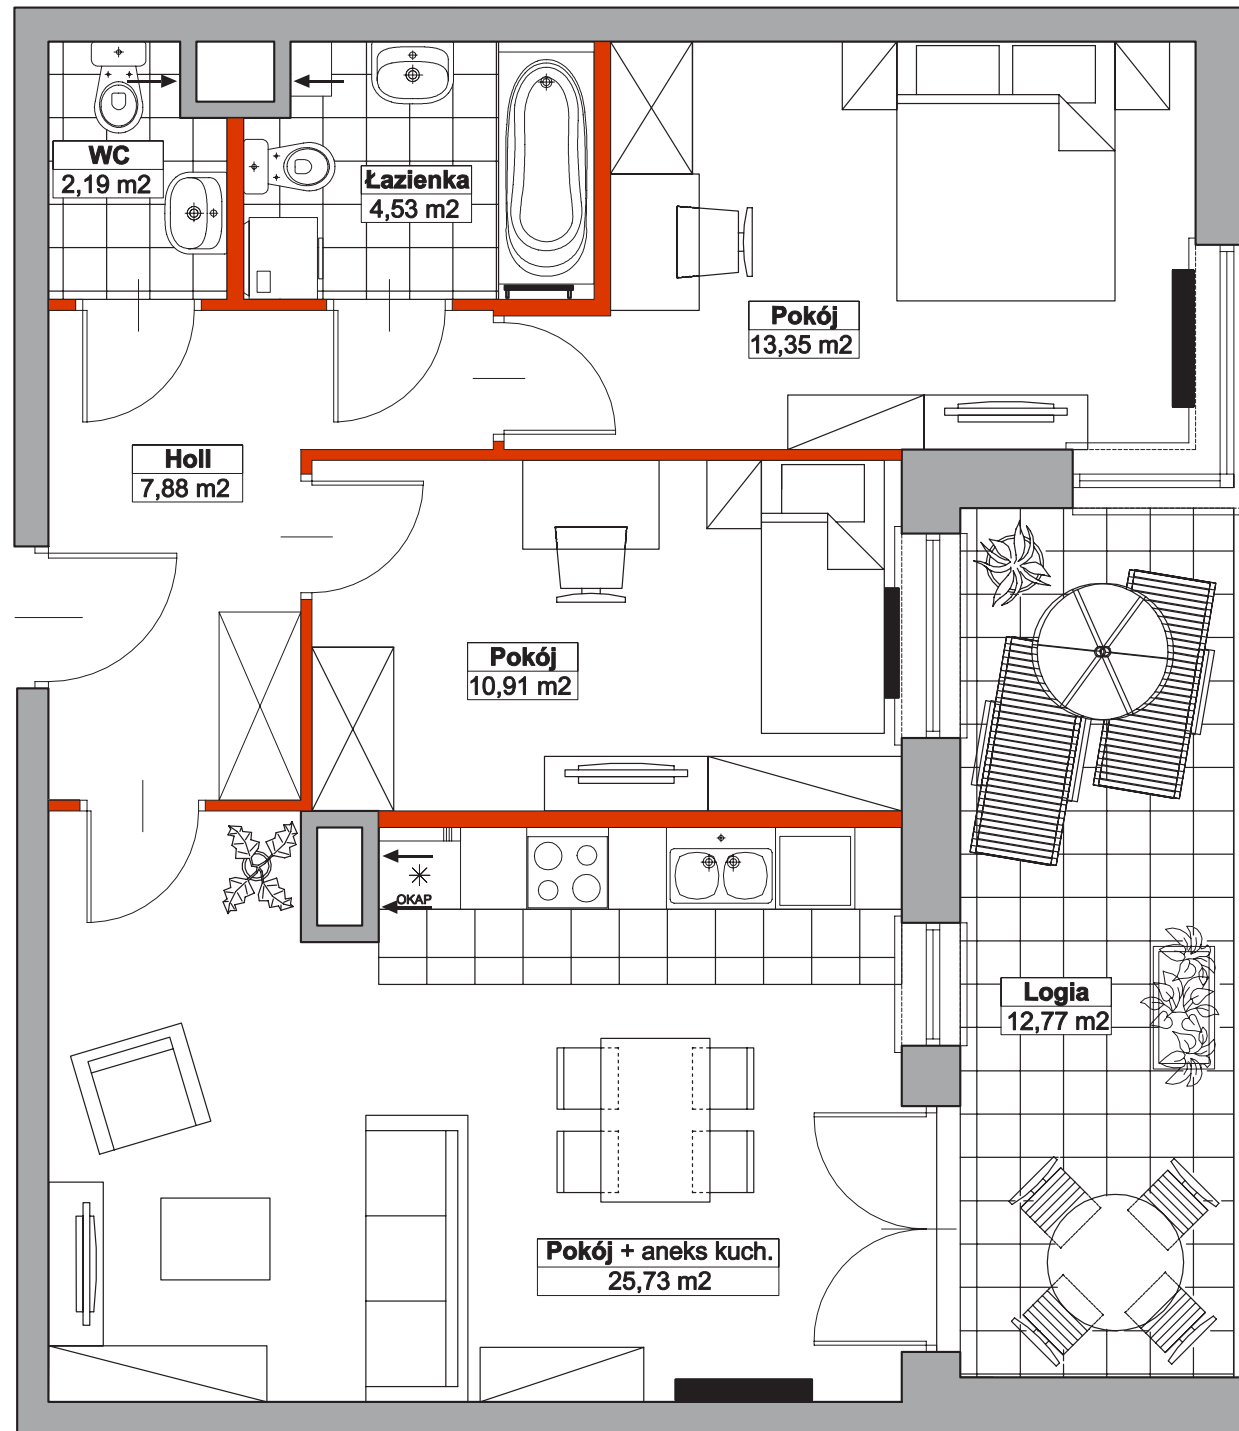 WC
2,19 m2
Łazienka
4,53 m2
Pokój
13,35 m2
Holl
7,88 m2
Pokój
10,91 m2
OKAP
Logia
12,77 m2
Pokój + aneks kuch.
25,73 m2